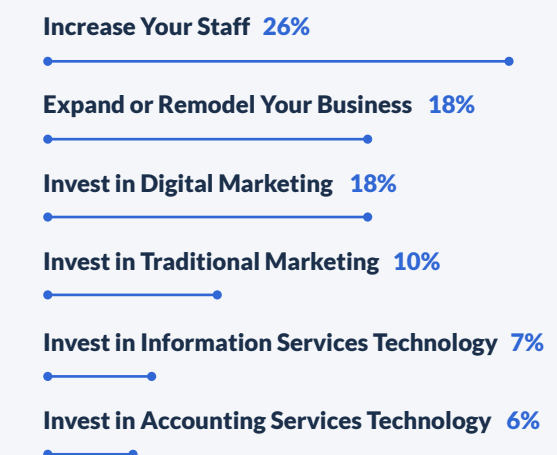 Increase Your Staff 26%
Expand or Remodel Your Business 18%
Invest in Digital Marketing 18%
Invest in Traditional Marketing 10%
Invest in Information Services Technology 7%
Invest in Accounting Services Technology 6%